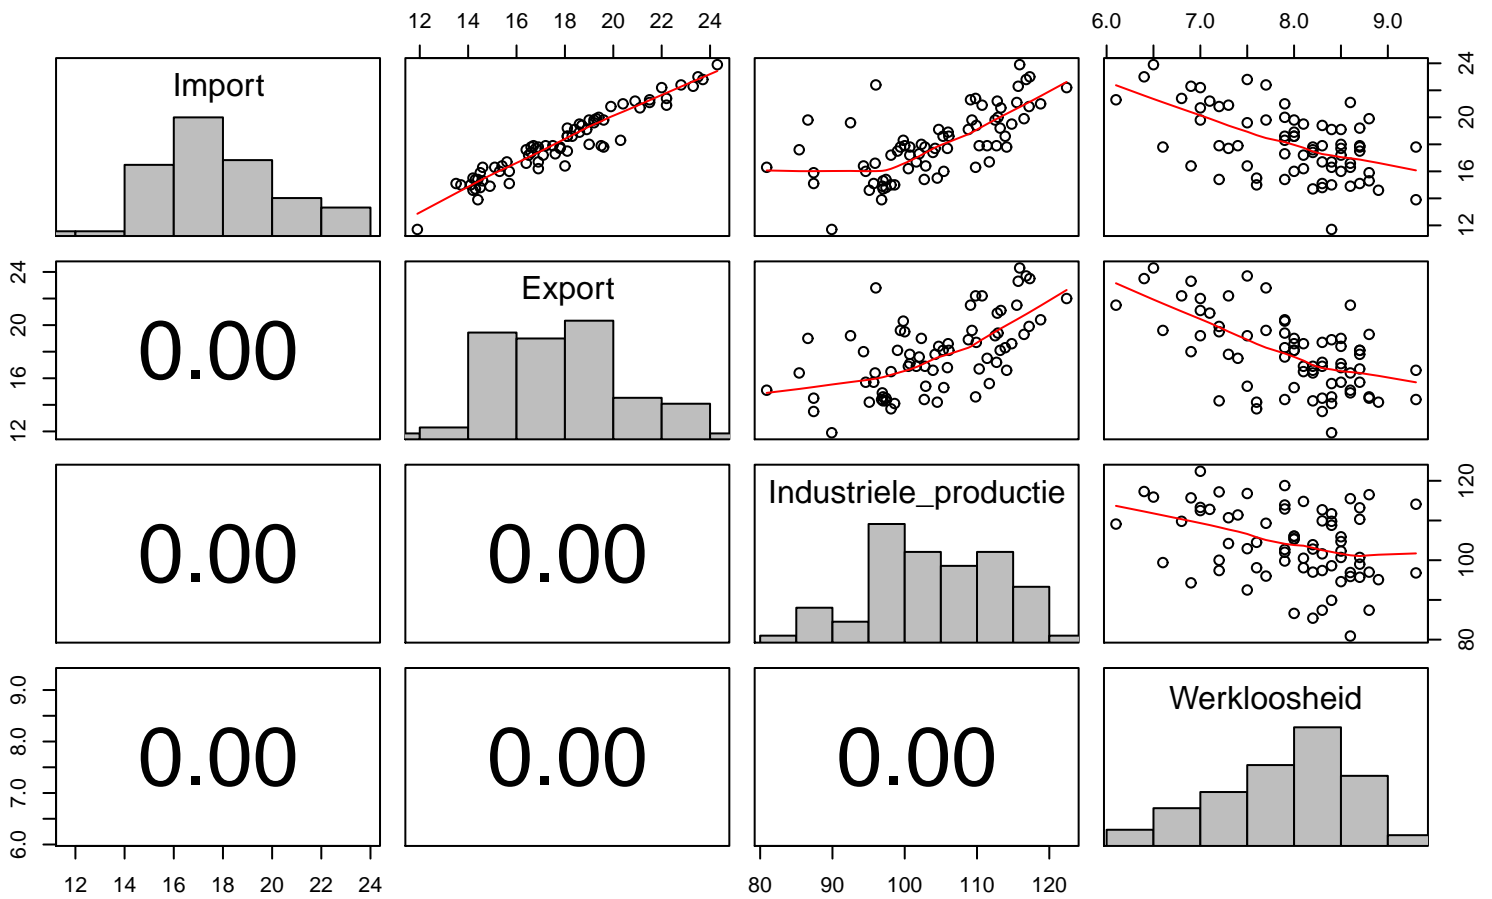 12 14 16 18 20 22 24
6.0 7.0 8.0 9.0
Import
12 16 20 24
Export
12 16 20 24
0.00
Industriele_productie
0.00 0.00
80 100 120
Werkloosheid
6.0 7.0 8.0 9.0
0.00 0.00 0.00
12 14 16 18 20 22 24
80 90 100 110 120